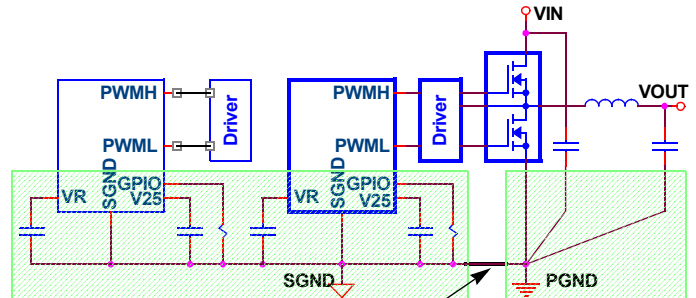 VIN
PWMH
PWML
Driver
SGND
GPIO
VR
V25
PWMH
PWML
Driver
SGND
GPIO
VR
V25
VOUT
SGND
PGND